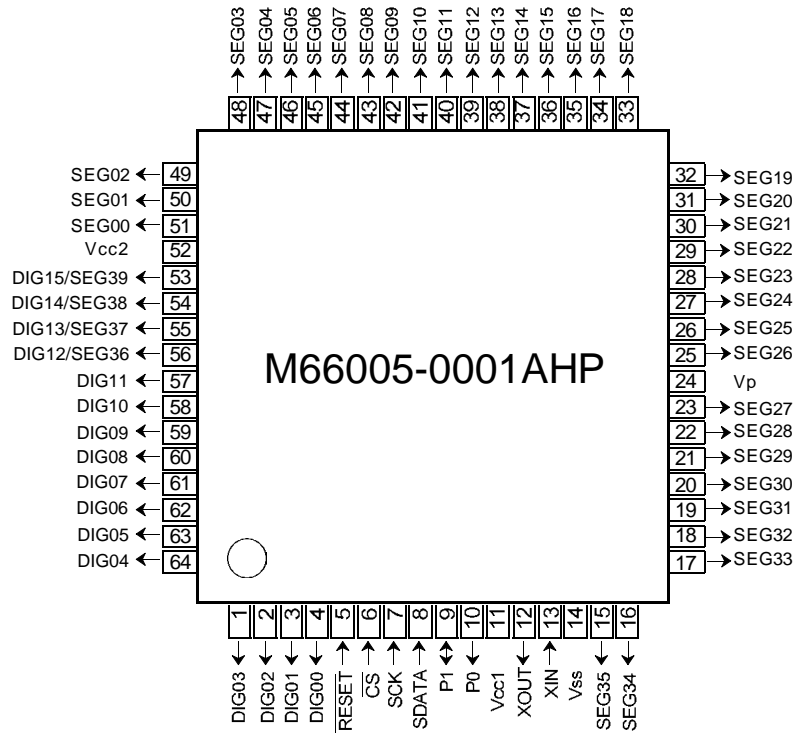 SEG03 SEG04 SEG05 SEG06 SEG07 SEG08 SEG09 SEG10 SEG11 SEG12 SEG13 SEG14 SEG15 SEG16 SEG17 SEG18
48 47 46 45 44 43 42 41 40 39 38 37 36 35 34 33
SEG02 49
SEG01 50
SEG00 51
Vcc2 52
DIG15/SEG39 53
DIG14/SEG38 54
DIG13/SEG37 55
DIG12/SEG36 56
DIG11 57
DIG10 58
DIG09 59
DIG08 60
DIG07 61
DIG06 62
DIG05 63
DIG04 64
M66005-0001AHP
32 SEG19
31 SEG20
30 SEG21
29 SEG22
28 SEG23
27 SEG24
26 SEG25
25 SEG26
24 Vp
23 SEG27
22 SEG28
21 SEG29
20 SEG30
19 SEG31
18 SEG32
17 SEG33
1 2 3 4 5 6 7 8 9 10 11 12 13 14 15 16
DIG03 DIG02 DIG01 DIG00 RESET CS SCK SDATA P1 P0 Vcc1 XOUT XIN Vss SEG35 SEG34